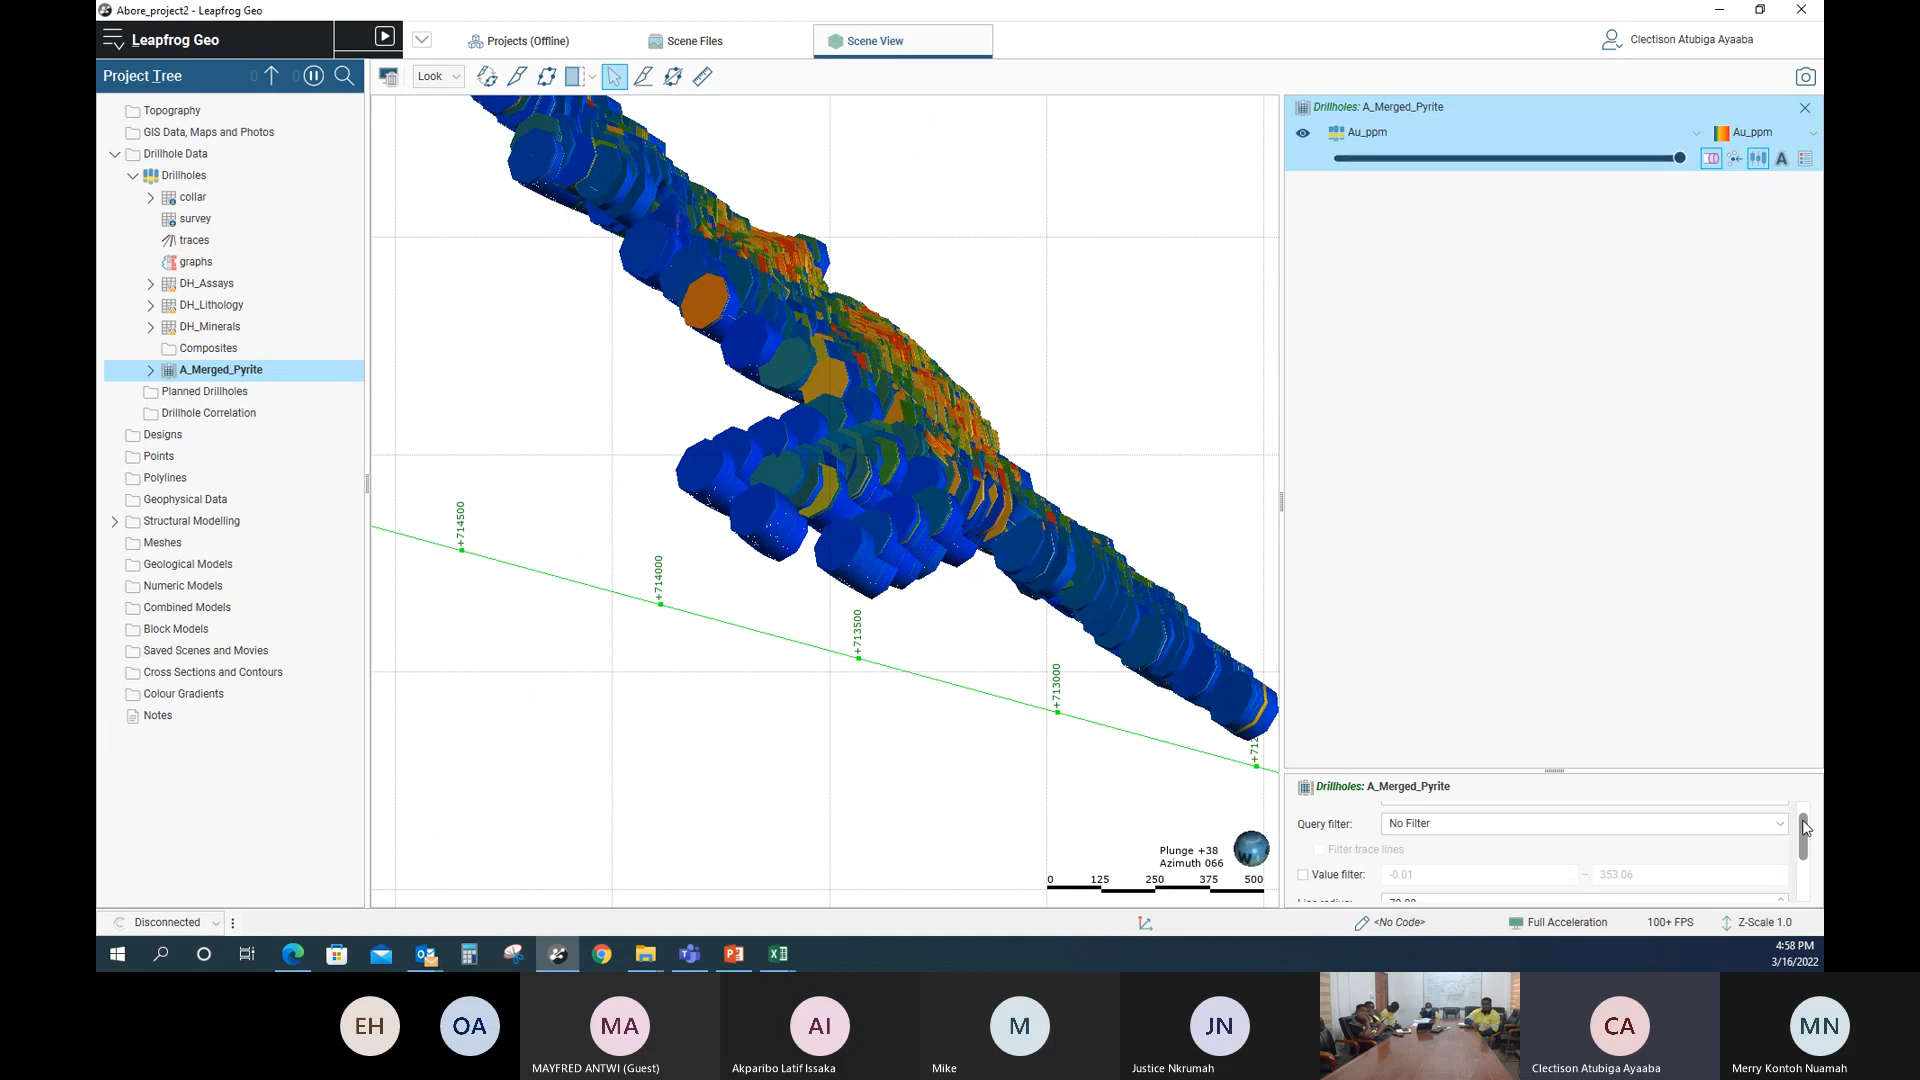 Abore_project2 - Leapfrog Geo
Leapfrog Geo
Projects (Offline)
Scene Files
Scene View
Clectison Atubiga Ayaaba
Project Tree
0
0
Look
Topography
GIS Data, Maps and Photos
Drillhole Data
Drillholes
collar
survey
traces
graphs
DH_Assays
DH_Lithology
DH_Minerals
Composites
A_Merged_Pyrite
Planned Drillholes
Drillhole Correlation
Designs
Points
Polylines
Geophysical Data
Structural Modelling
Meshes
Geological Models
Numeric Models
Combined Models
Block Models
Saved Scenes and Movies
Cross Sections and Contours
Colour Gradients
Notes
+714500
+714000
+713500
+713000
+712
Plunge +38
Azimuth 066
0 125 250 375 500
Drillholes: A_Merged_Pyrite
Au_ppm
Au_ppm
A
Drillholes: A_Merged_Pyrite
Query filter: No Filter
Filter trace lines
Value filter: -0.01 – 353.06
Disconnected
<No Code>
Full Acceleration
100+ FPS
Z-Scale 1.0
4:58 PM
3/16/2022
EH
OA
MA
MAYFRED ANTWI (Guest)
AI
Akparibo Latif Issaka
M
Mike
JN
Justice Nkrumah
CA
Clectison Atubiga Ayaaba
MN
Merry Kontoh Nuamah